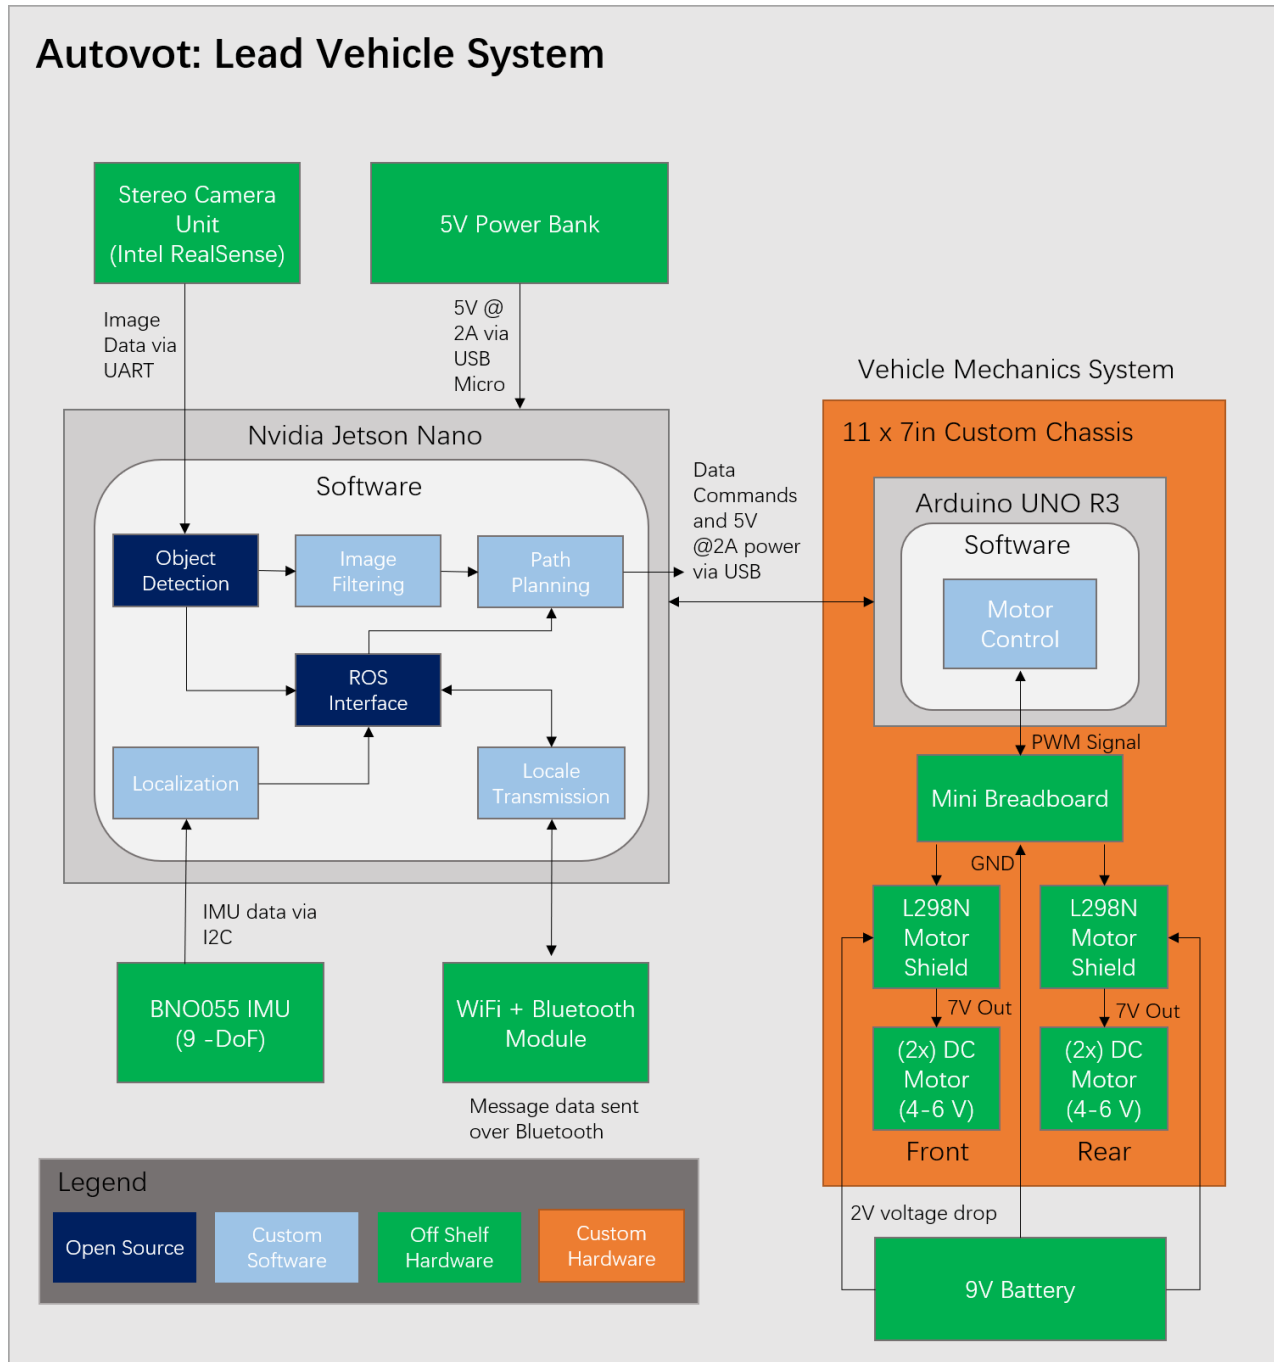 Autovot: Lead Vehicle System
Stereo Camera
Unit
(Intel RealSense)
5V Power Bank
Image
Data via
UART
5V @
2A via
USB
Micro
Vehicle Mechanics System
Nvidia Jetson Nano
Software
Object
Detection
Image
Filtering
Path
Planning
ROS
Interface
Localization
Locale
Transmission
Data
Commands
and 5V
@2A power
via USB
11 x 7in Custom Chassis
Arduino UNO R3
Software
Motor
Control
PWM Signal
Mini Breadboard
GND
L298N
Motor
Shield
L298N
Motor
Shield
7V Out
7V Out
(2x) DC
Motor
(4-6 V)
(2x) DC
Motor
(4-6 V)
Front
Rear
IMU data via
I2C
BNO055 IMU
(9 -DoF)
WiFi + Bluetooth
Module
Message data sent
over Bluetooth
2V voltage drop
9V Battery
Legend
Open Source
Custom
Software
Off Shelf
Hardware
Custom
Hardware